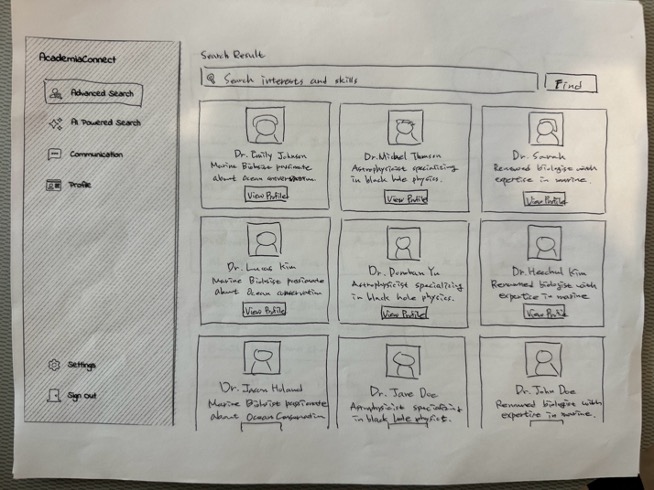 AcademiaConnect
Advanced Search
AI Powered Search
Communication
Profile
Settings
Sign Out
Search Result
Search interests and skills
Find
Dr. Emily Johnson
Marine Biologist passionate
about Ocean conservation
View Profile
Dr. Michel Thomson
Astrophysicist specializing
in black hole physics.
View Profile
Dr. Sarah
Renowned biologist with
expertise in marine.
View Profile
Dr. Lucas Kim
Marine Biologist passionate
about Ocean conservation
View Profile
Dr. Yu
Astrophysicist specializing
in black hole physics.
View Profile
Dr. Heechul Kim
Renowned biologist with
expertise in marine
View Profile
Dr. Jason
Marine Biologist passionate
about Ocean Conservation
Dr. Jane Doe
Astrophysicist specializing
in black hole physics.
Dr. John Doe
Renowned biologist with
expertise in marine.